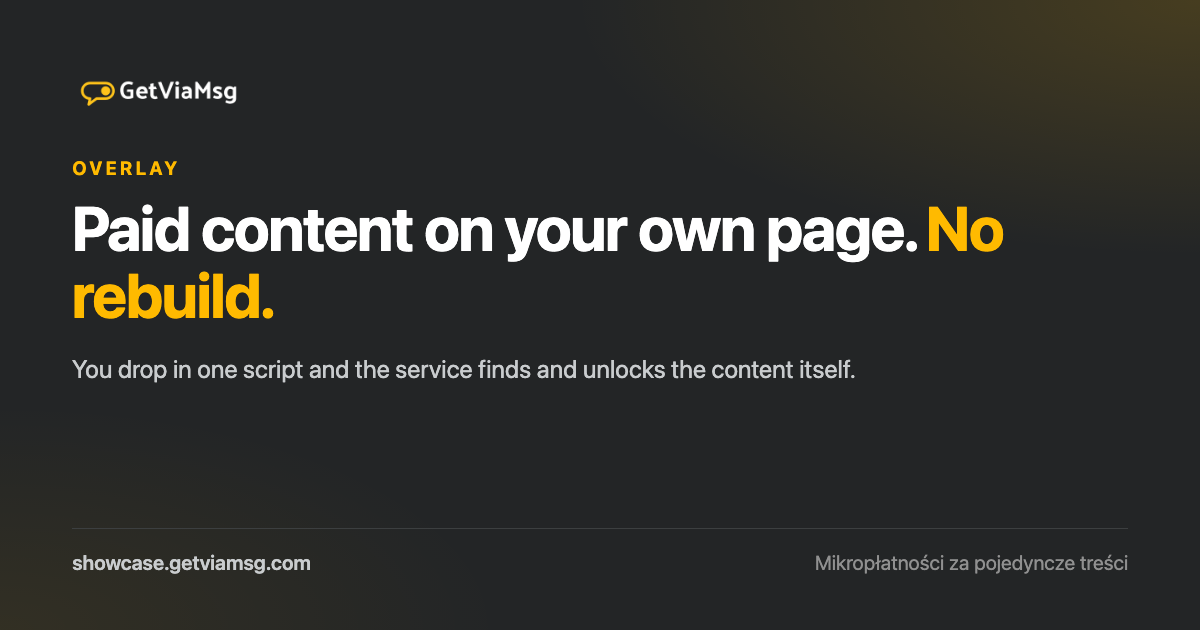 GetViaMsg
OVERLAY
Paid content on your own page. No
rebuild.
You drop in one script and the service finds and unlocks the content itself.
showcase.getviamsg.com
Mikropłatności za pojedyncze treści